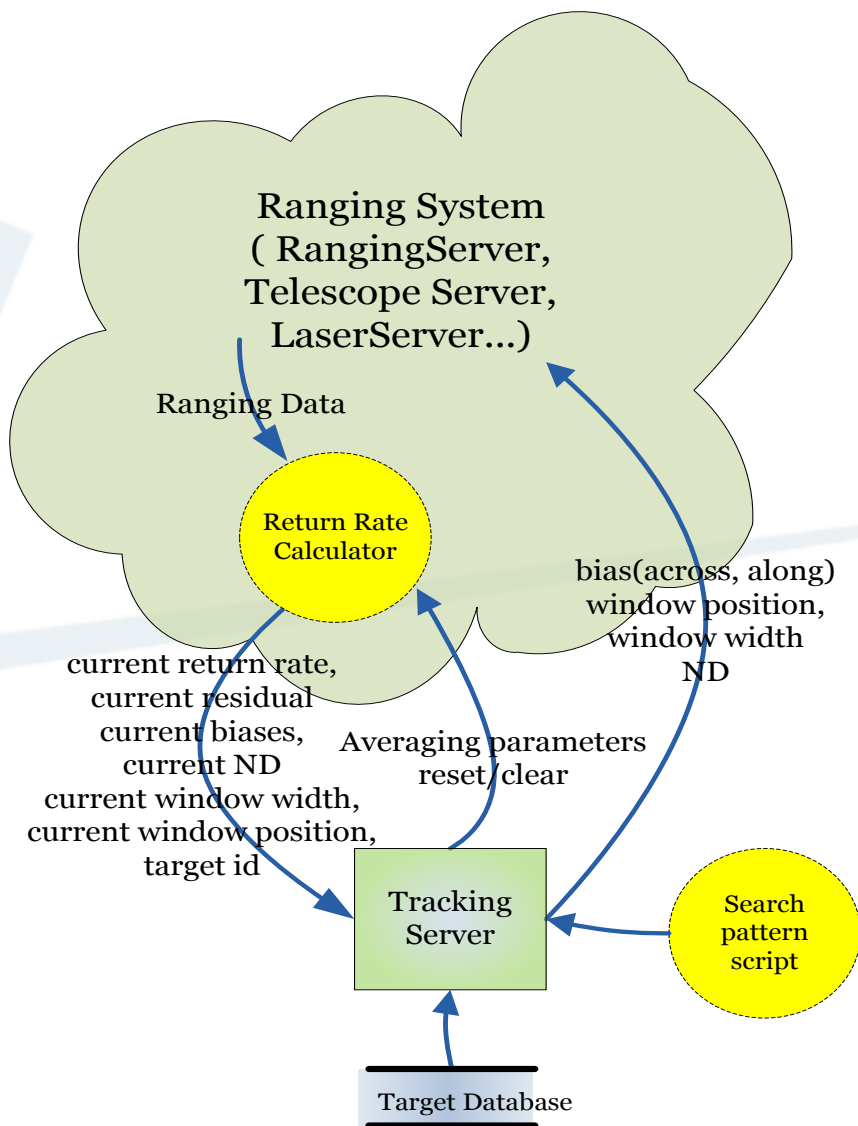 Ranging System
( RangingServer,
Telescope Server,
LaserServer...)
Ranging Data
Return Rate
Calculator
bias(across, along)
window position,
window width
ND
current return rate,
current residual
current biases,
current ND
current window width,
current window position,
target id
Averaging parameters
reset/clear
Tracking
Server
Search
pattern
script
Target Database